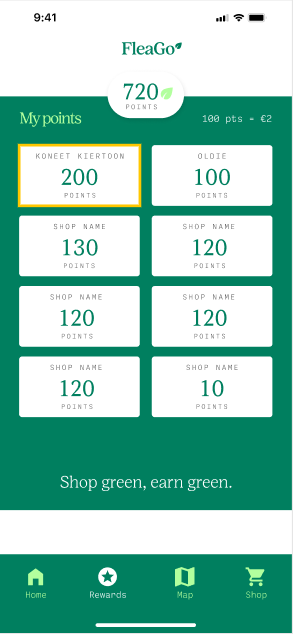 9:41
FleaGo
720
POINTS
My points
100 pts = €2
KONEET KIERTOON
200
POINTS
OLDIE
100
POINTS
SHOP NAME
130
POINTS
SHOP NAME
120
POINTS
SHOP NAME
120
POINTS
SHOP NAME
120
POINTS
SHOP NAME
120
POINTS
SHOP NAME
10
POINTS
Shop green, earn green.
Home
Rewards
Map
Shop